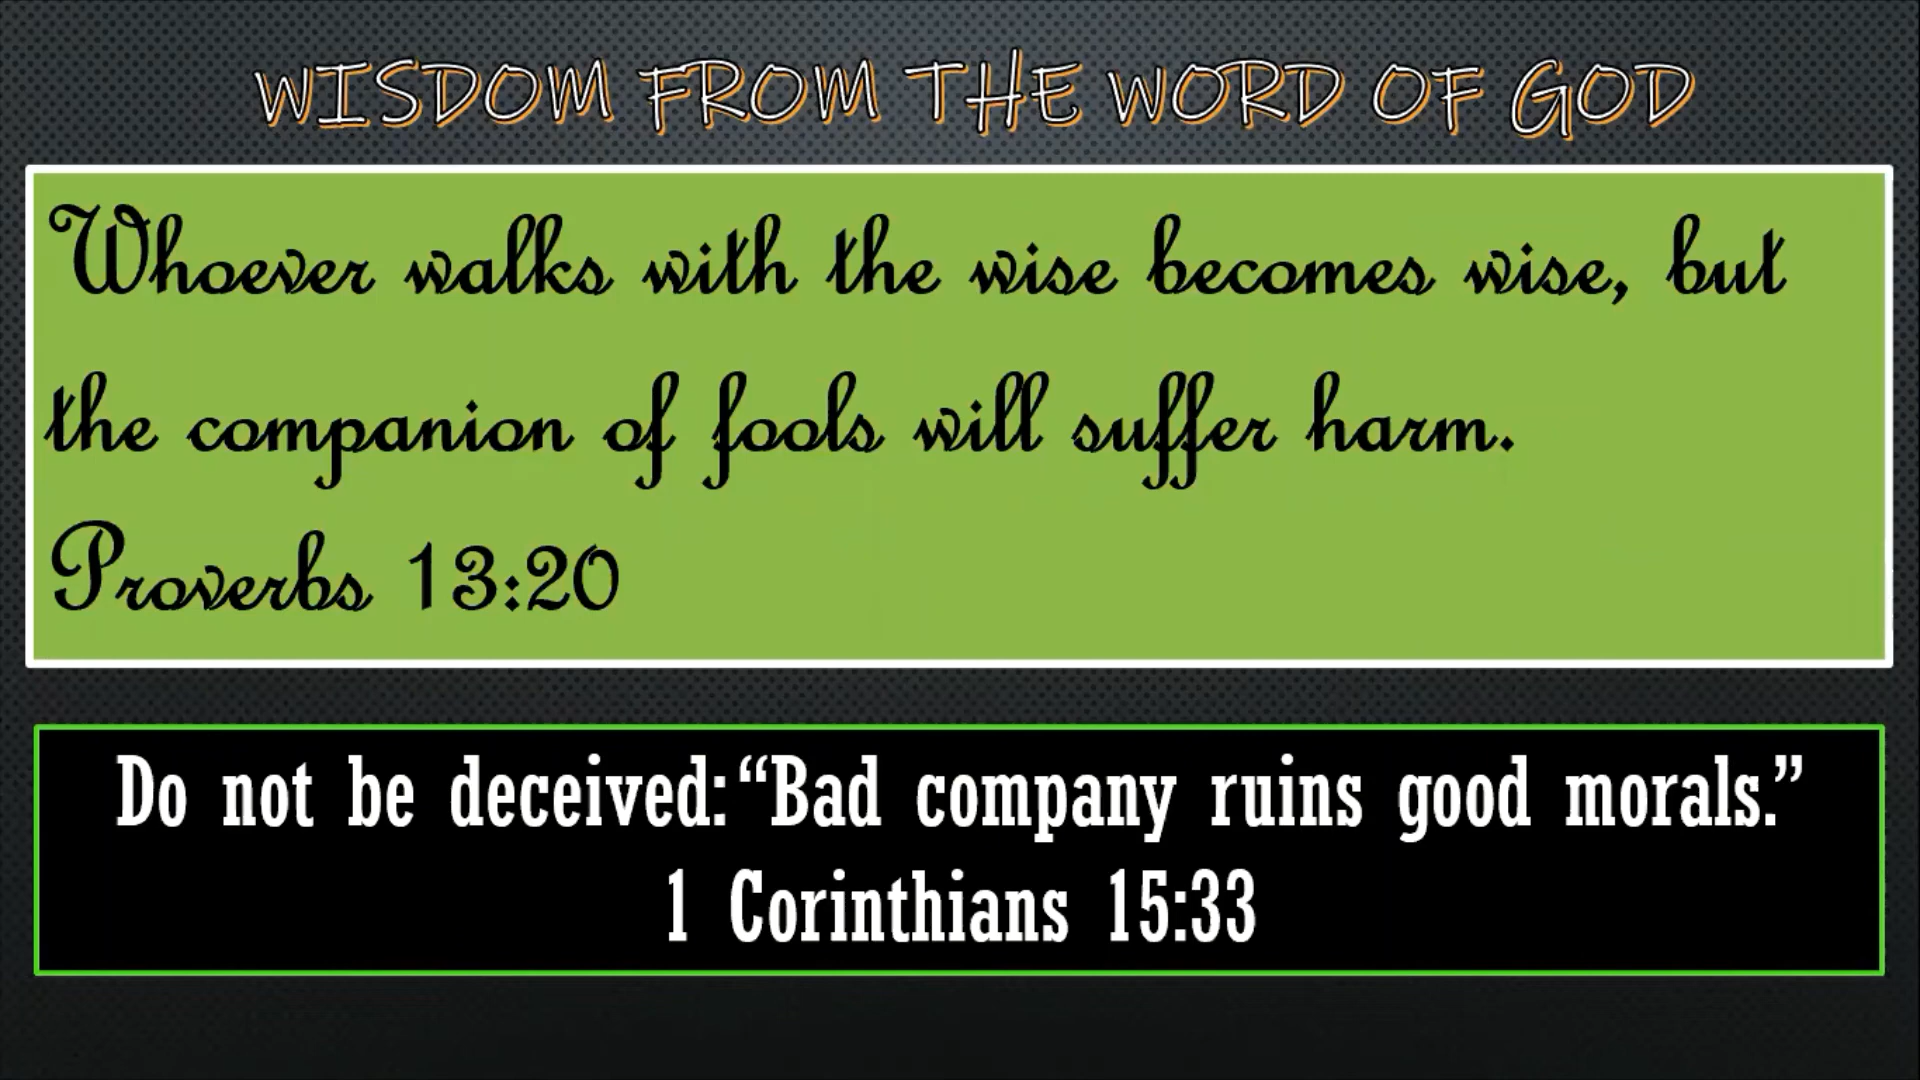 WISDOM FROM THE WORD OF GOD
Whoever walks with the wise becomes wise, but
the companion of fools will suffer harm.
Proverbs 13:20
Do not be deceived: “Bad company ruins good morals.”
1 Corinthians 15:33